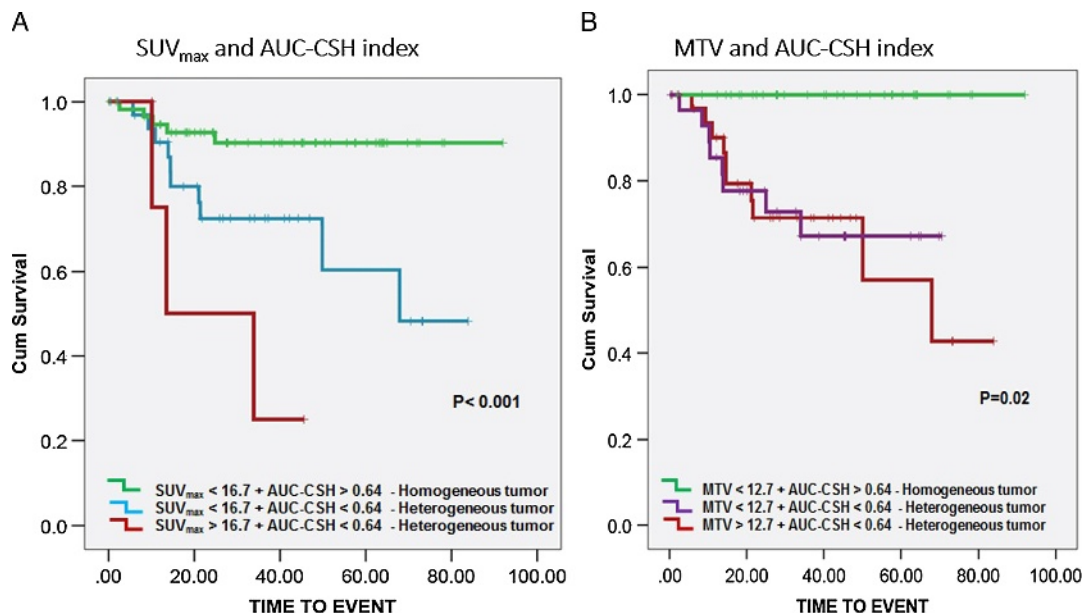 A
SUVmax and AUC-CSH index
1.0
0.8
0.6
0.4
0.2
0.0
Cum Survival
P< 0.001
SUVmax < 16.7 + AUC-CSH > 0.64 - Homogeneous tumor
SUVmax < 16.7 + AUC-CSH < 0.64 - Heterogeneous tumor
SUVmax > 16.7 + AUC-CSH < 0.64 - Heterogeneous tumor
.00 20.00 40.00 60.00 80.00 100.00
TIME TO EVENT
B
MTV and AUC-CSH index
1.0
0.8
0.6
0.4
0.2
0.0
Cum Survival
P=0.02
MTV < 12.7 + AUC-CSH > 0.64 - Homogeneous tumor
MTV < 12.7 + AUC-CSH < 0.64 - Heterogeneous tumor
MTV > 12.7 + AUC-CSH < 0.64 - Heterogeneous tumor
.00 20.00 40.00 60.00 80.00 100.00
TIME TO EVENT